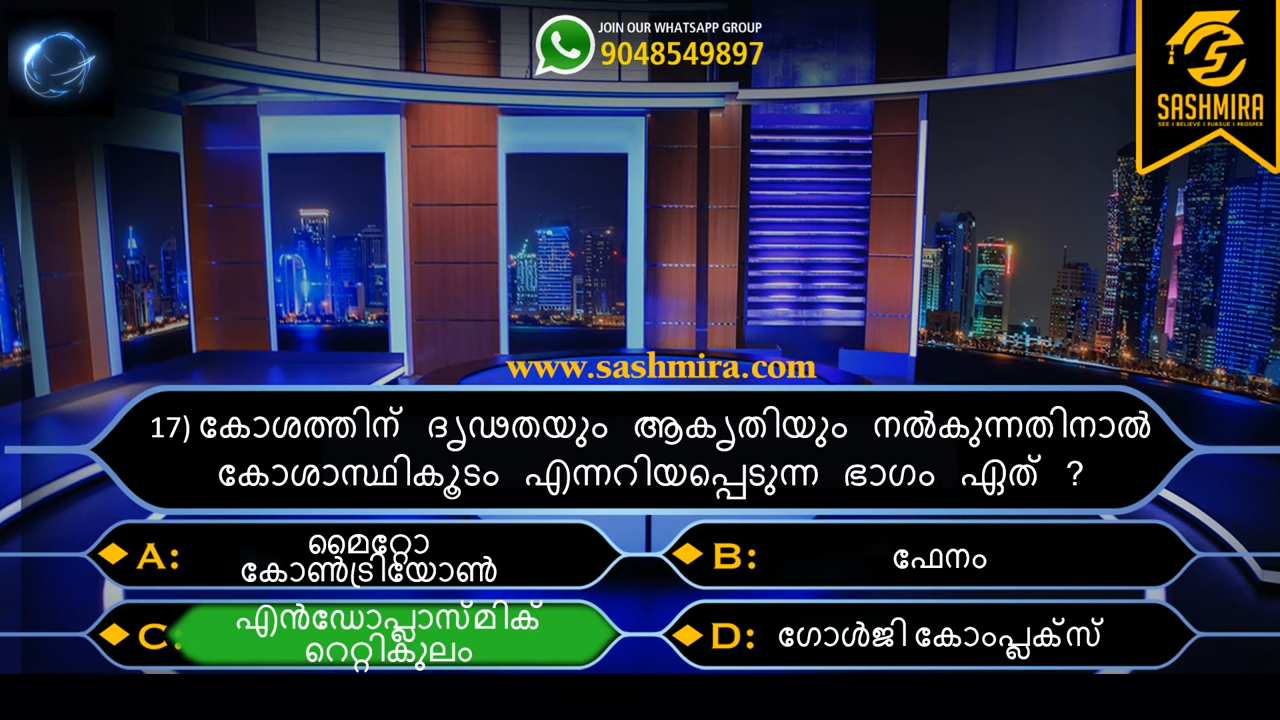 JOIN OUR WHATSAPP GROUP
9048549897
SASHMIRA
SEE | BELIEVE | PURSUE | PROSPER
www.sashmira.com
17) കോശത്തിന് ദൃഢതയും ആകൃതിയും നൽകുന്നതിനാൽ
കോശാസ്ഥികൂടം എന്നറിയപ്പെടുന്ന ഭാഗം ഏത് ?
A: മൈറ്റോ
കോൺട്രിയോൺ
B: ഫേനം
C: എൻഡോപ്ലാസ്മിക്
റെറ്റികുലം
D: ഗോൾജി കോംപ്ലക്സ്